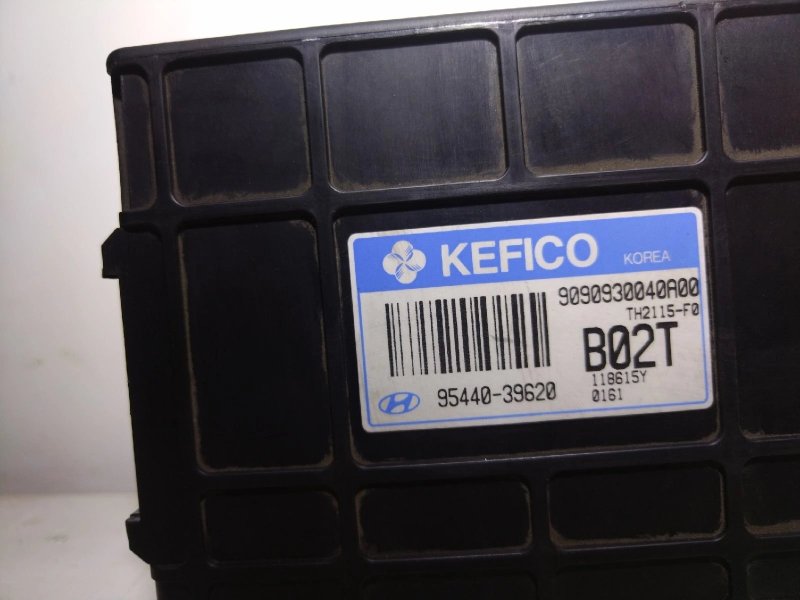 KEFICO KOREA
9090930040A00
TH2115-F0
B02T
118615Y
95440-39620
0161